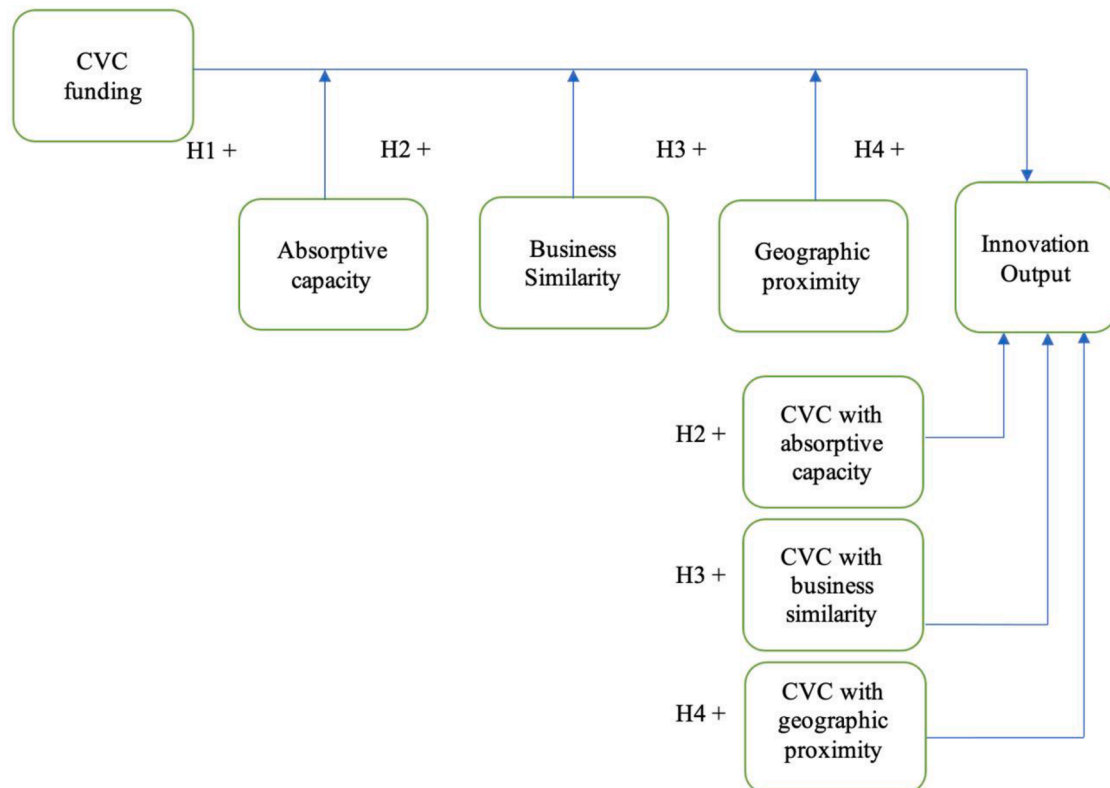 CVC
funding
H1 +
H2 +
H3 +
H4 +
Absorptive
capacity
Business
Similarity
Geographic
proximity
Innovation
Output
H2 +
CVC with
absorptive
capacity
H3 +
CVC with
business
similarity
H4 +
CVC with
geographic
proximity